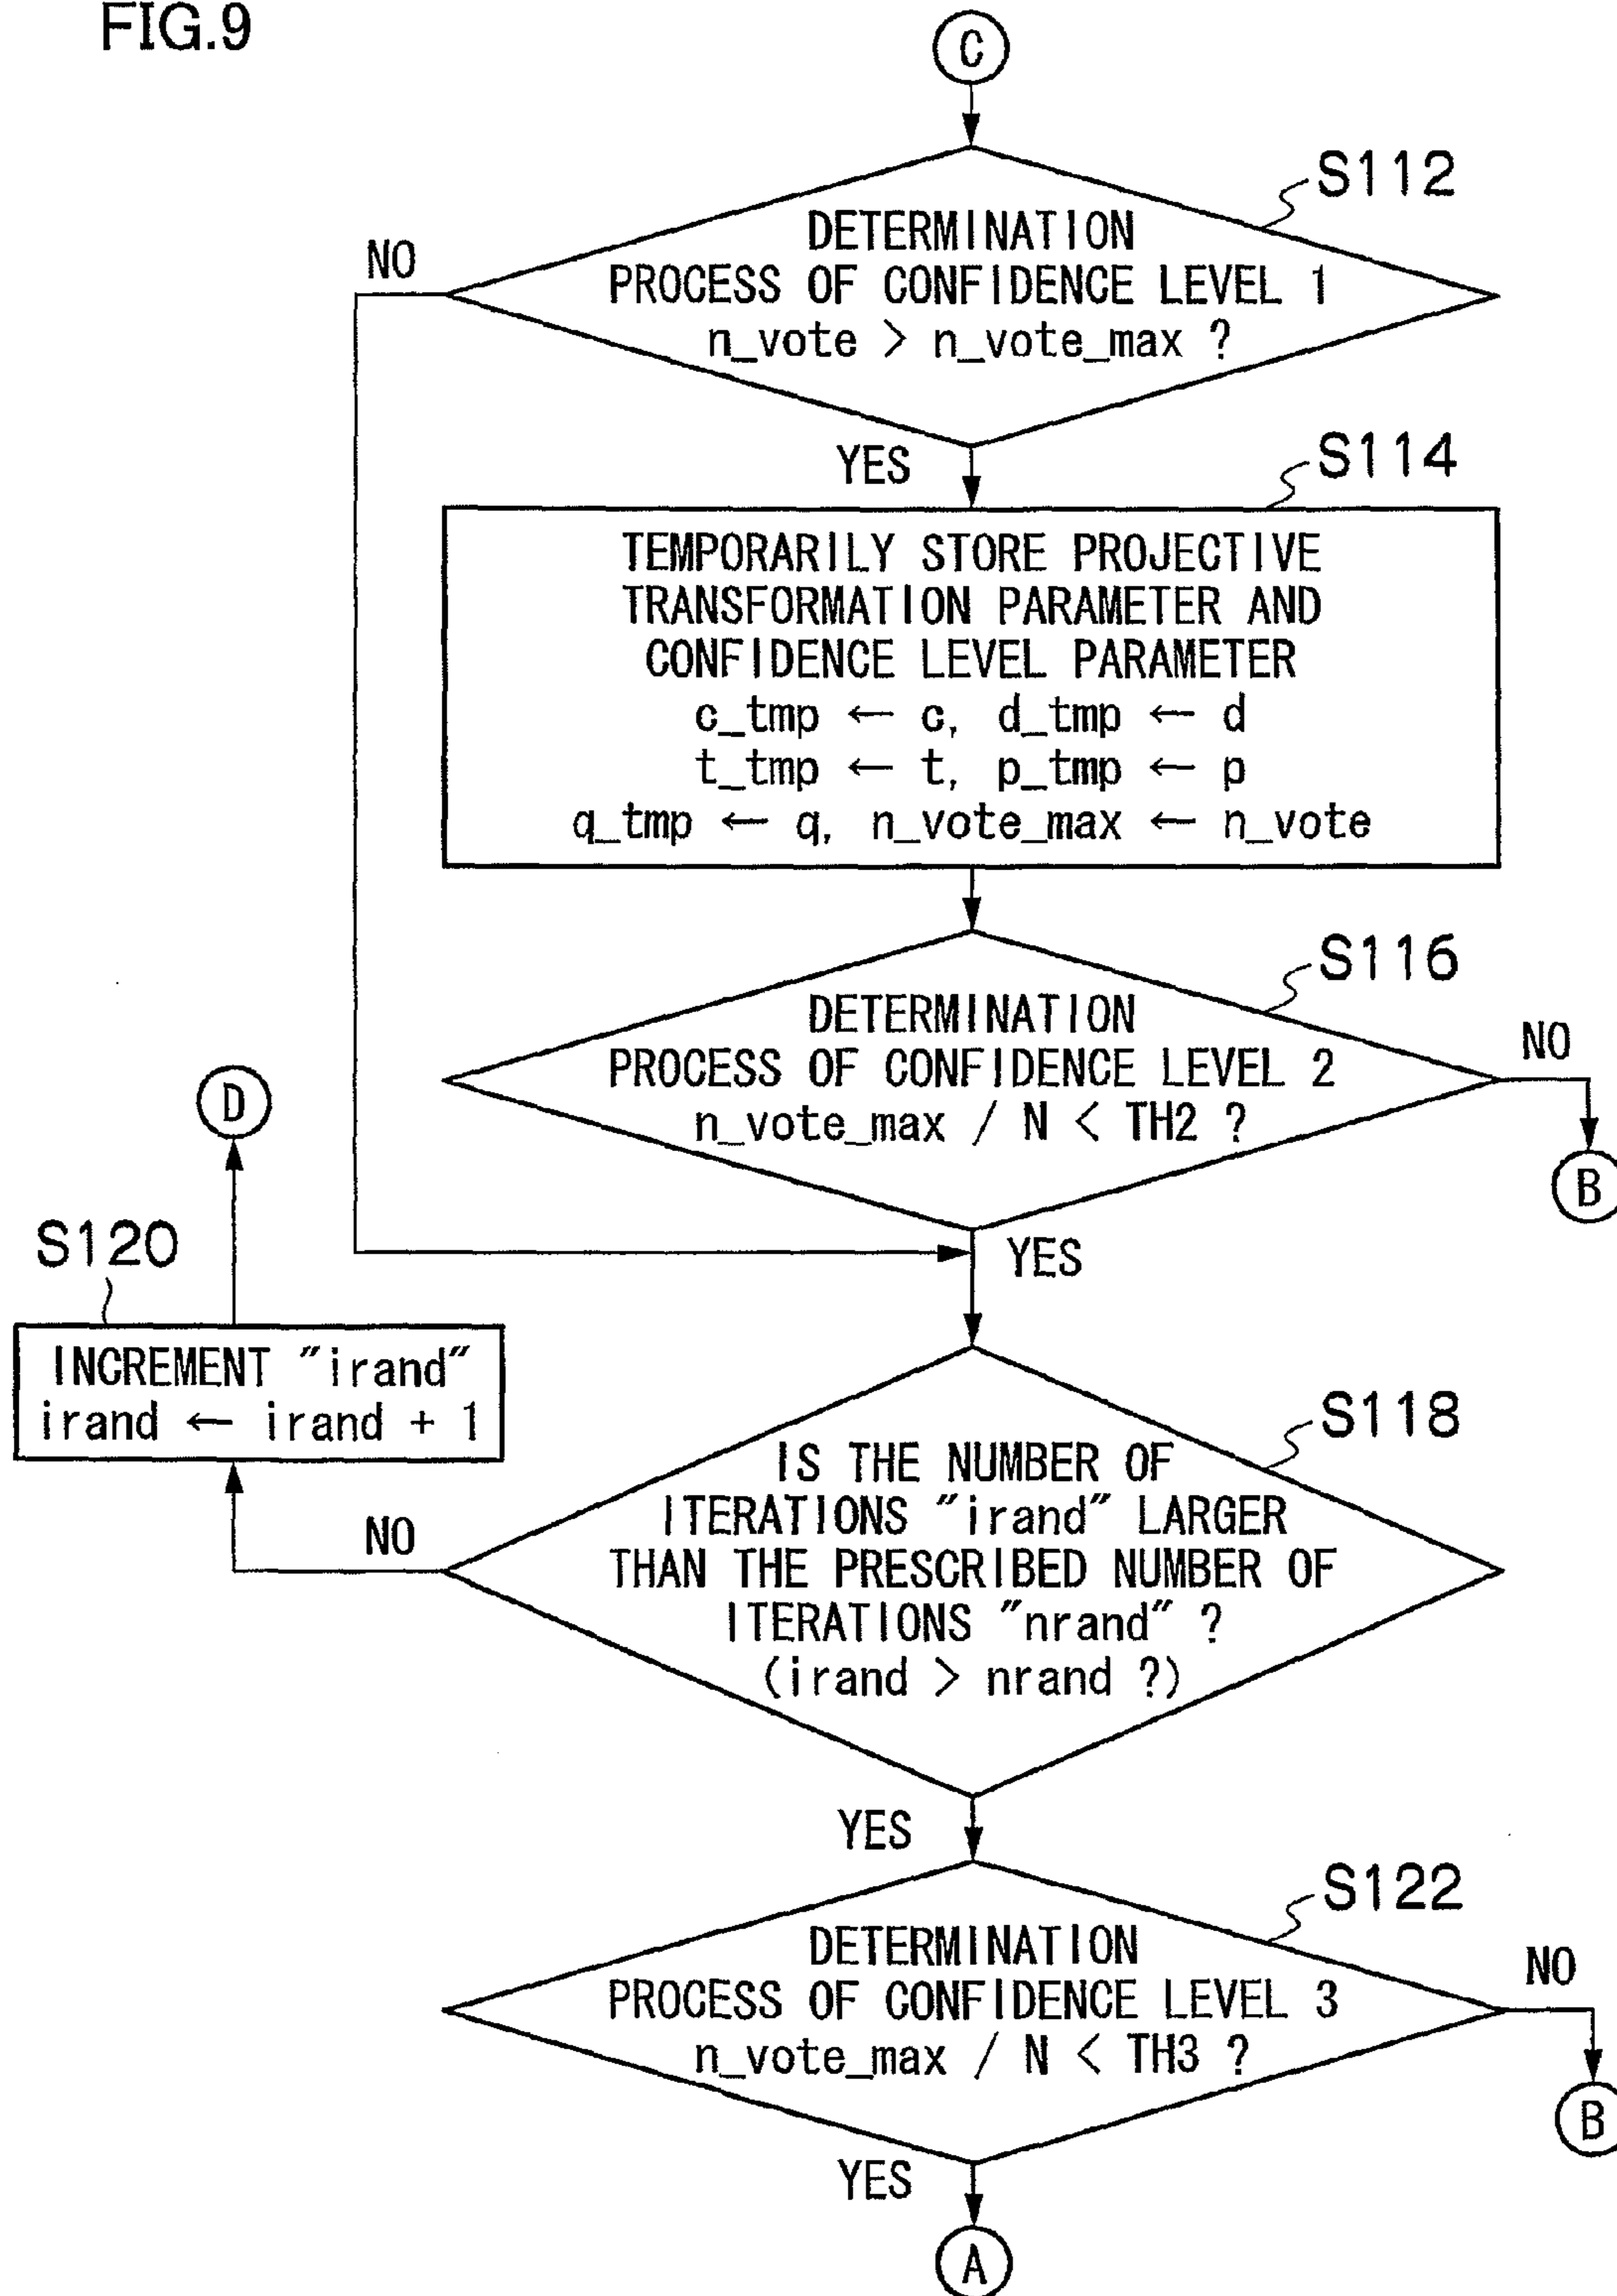 FIG.9
C
S112
DETERMINATION
PROCESS OF CONFIDENCE LEVEL 1
n_vote > n_vote_max ?
NO
YES
S114
TEMPORARILY STORE PROJECTIVE
TRANSFORMATION PARAMETER AND
CONFIDENCE LEVEL PARAMETER
c_tmp ← c, d_tmp ← d
t_tmp ← t, p_tmp ← p
q_tmp ← q, n_vote_max ← n_vote
S116
DETERMINATION
PROCESS OF CONFIDENCE LEVEL 2
n_vote_max / N < TH2 ?
NO
B
YES
D
S120
INCREMENT "irand"
irand ← irand + 1
S118
IS THE NUMBER OF
ITERATIONS "irand" LARGER
THAN THE PRESCRIBED NUMBER OF
ITERATIONS "nrand" ?
(irand > nrand ?)
NO
YES
S122
DETERMINATION
PROCESS OF CONFIDENCE LEVEL 3
n_vote_max / N < TH3 ?
NO
B
YES
A